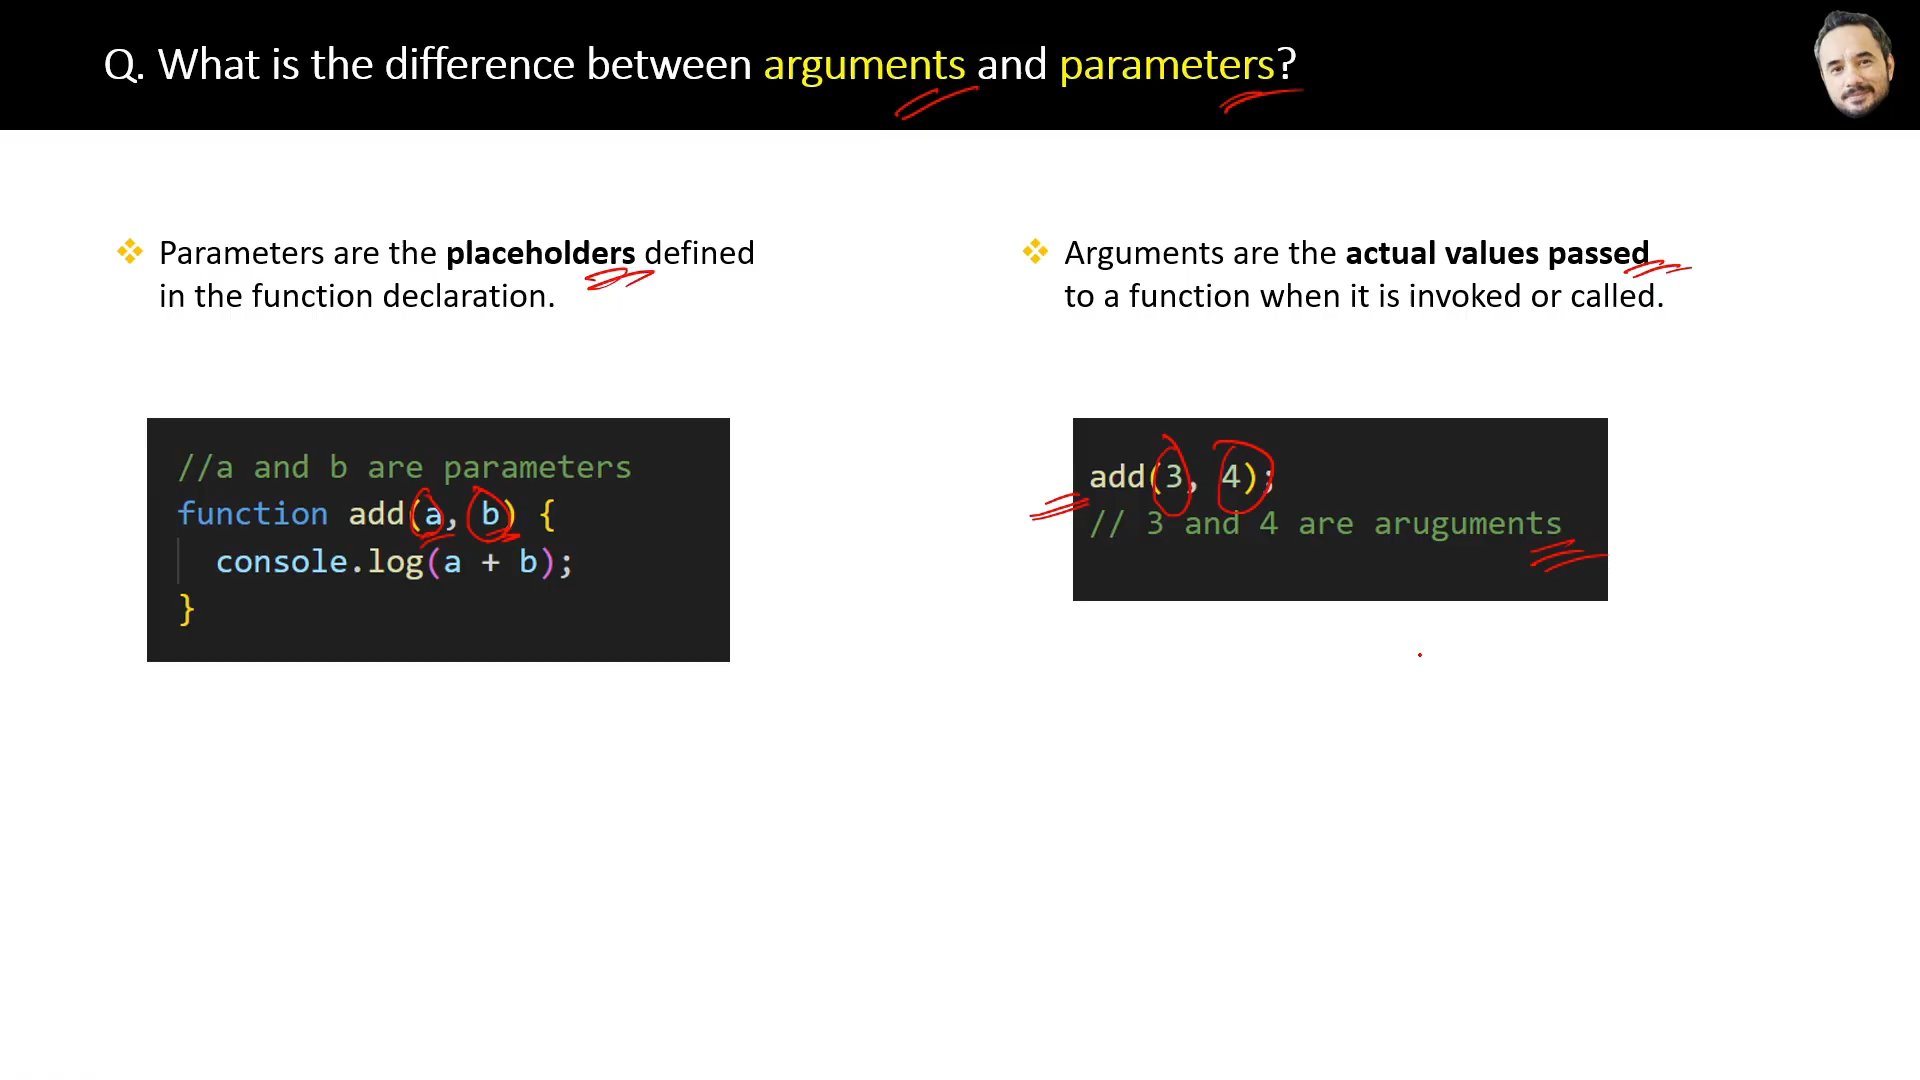 Q. What is the difference between arguments and parameters?
Parameters are the placeholders defined
in the function declaration.
//a and b are parameters
function add(a, b) {
console.log(a + b);
}
Arguments are the actual values passed
to a function when it is invoked or called.
add(3, 4);
// 3 and 4 are aruguments